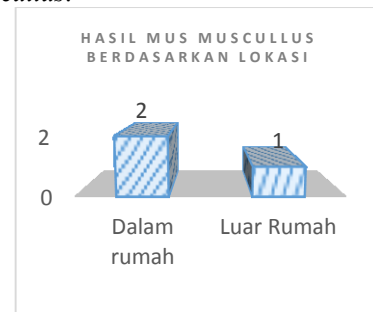 HASIL MUS MUSCULLUS
BERDASARKAN LOKASI
2
1
2
0
Dalam
rumah
Luar Rumah